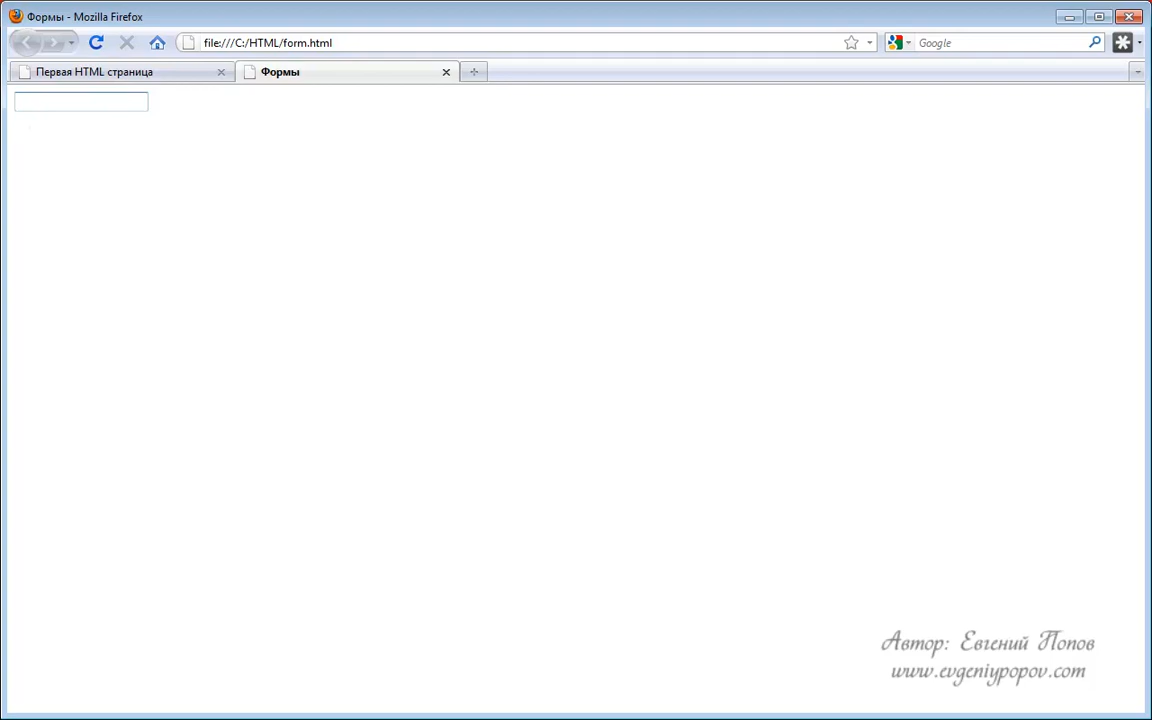 Формы - Mozilla Firefox
file:///C:/HTML/form.html
Google
Первая HTML страница
Формы
Автор: Евгений Попов
www.evgeniypopov.com